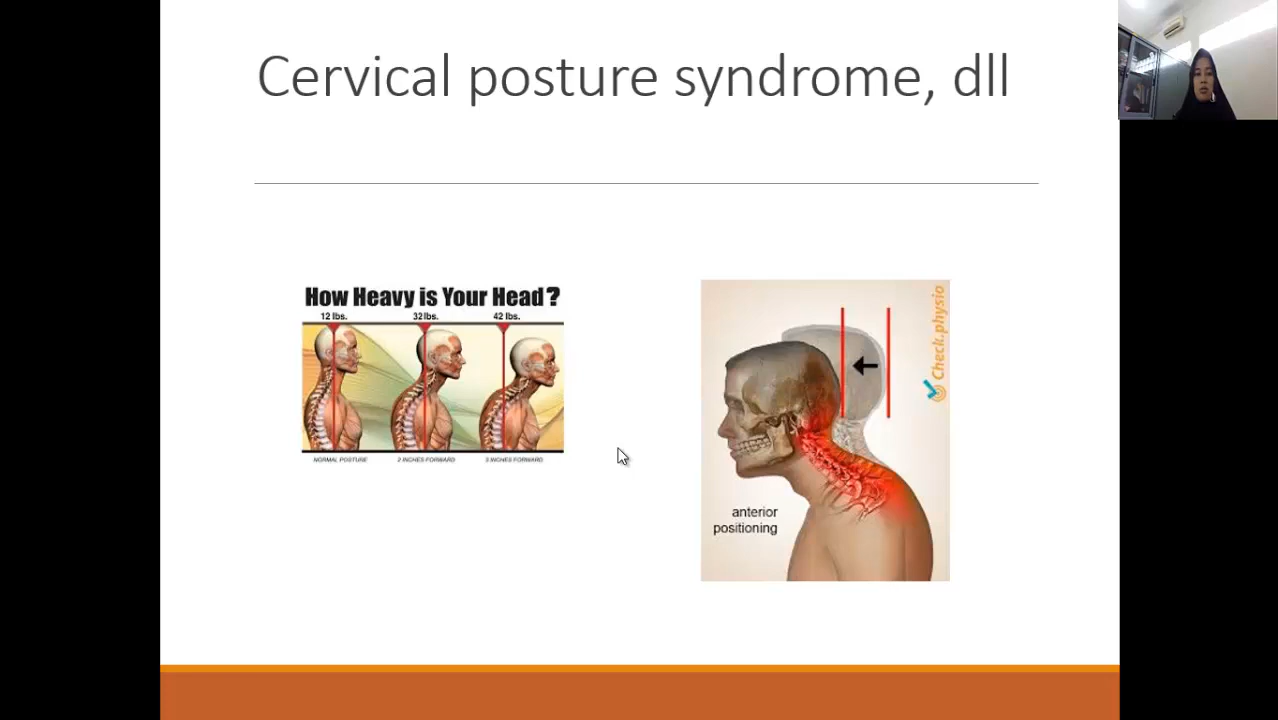 Cervical posture syndrome, dll
How Heavy is Your Head?
12 lbs. 32 lbs. 42 lbs.
NORMAL POSTURE 2 INCHES FORWARD 3 INCHES FORWARD
Check.physio
anterior
positioning